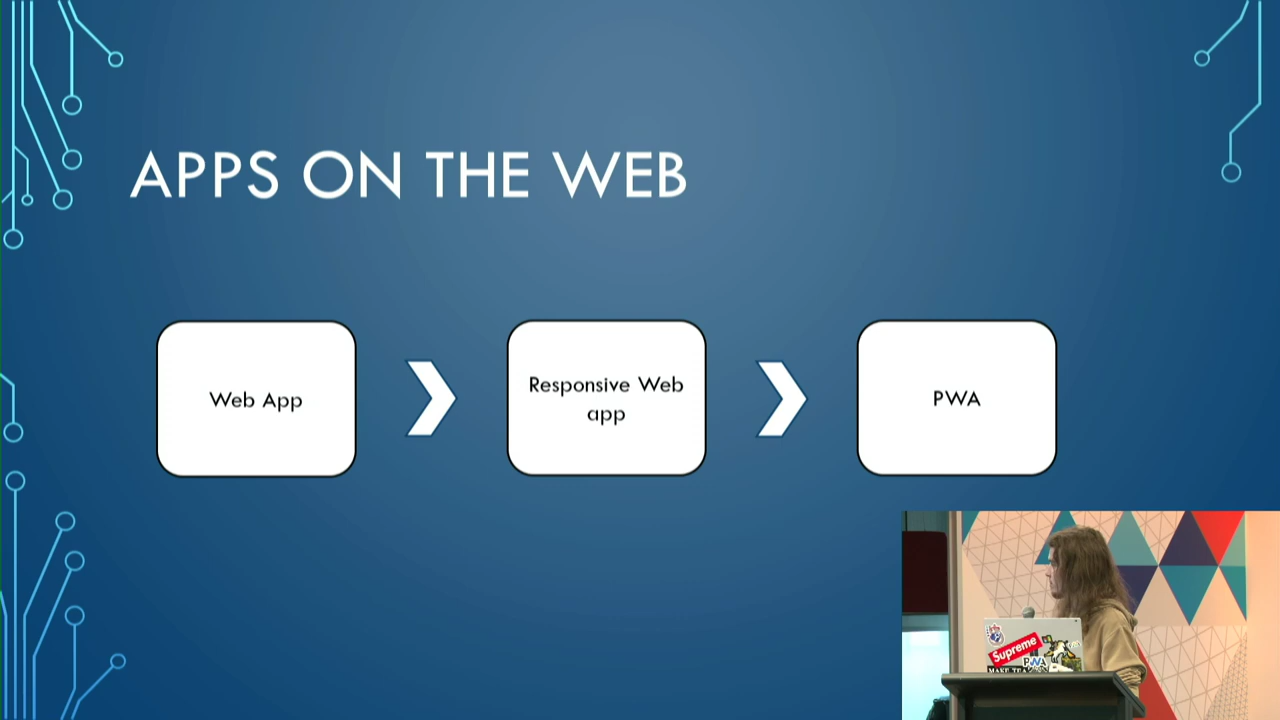 APPS ON THE WEB
Web App
Responsive Web
app
PWA
Supreme
PWA